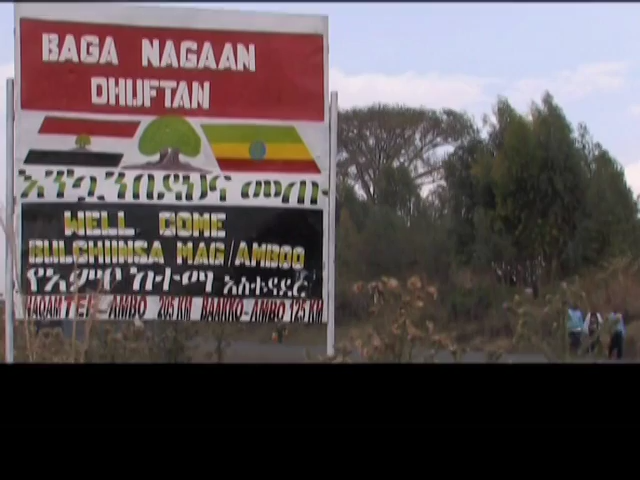 BAGA NAGAAN
DHUFTAN
እንኳን በደህና መጡ
WELL COME
BULCHIINSA MAG/AMBOO
የአምቦ ከተማ አስተዳደር
NAQAMTEE-AMBO 205 KM BAAKKO-AMBO 125 KM